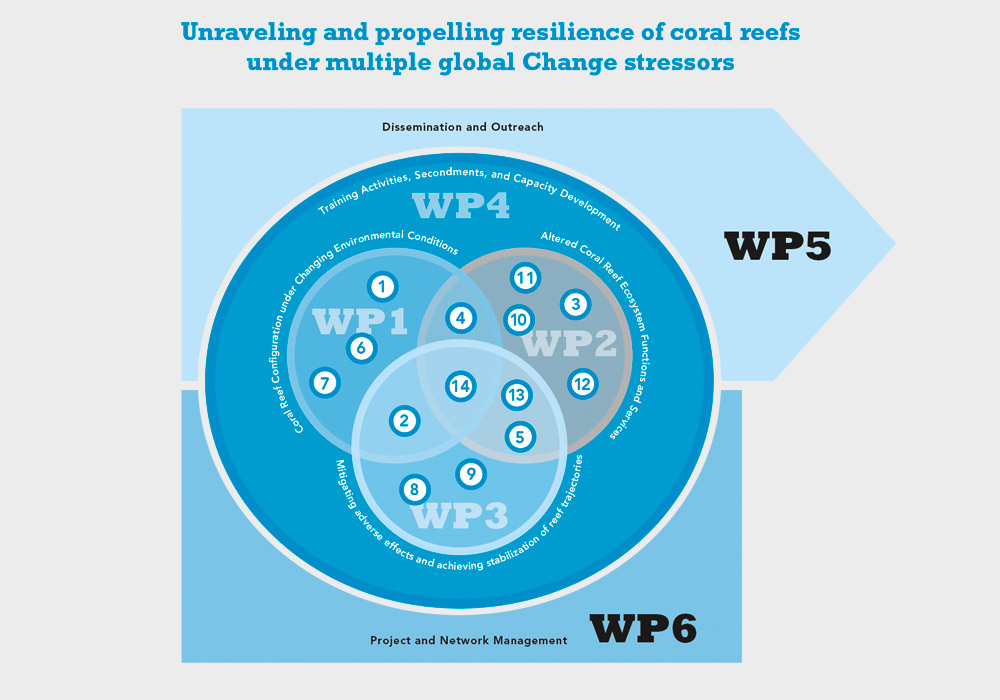 Unraveling and propelling resilience of coral reefs
under multiple global Change stressors
Dissemination and Outreach
Training Activities, Secondments, and Capacity Development
WP4
WP5
Coral Reef Configuration under Changing Environmental Conditions
Altered Coral Reef Ecosystem Functions and Services
1
11
3
4
10
WP1
WP2
6
7
14
12
13
2
5
9
8
WP3
Mitigating adverse effects and achieving stabilization of reef trajectories
Project and Network Management
WP6